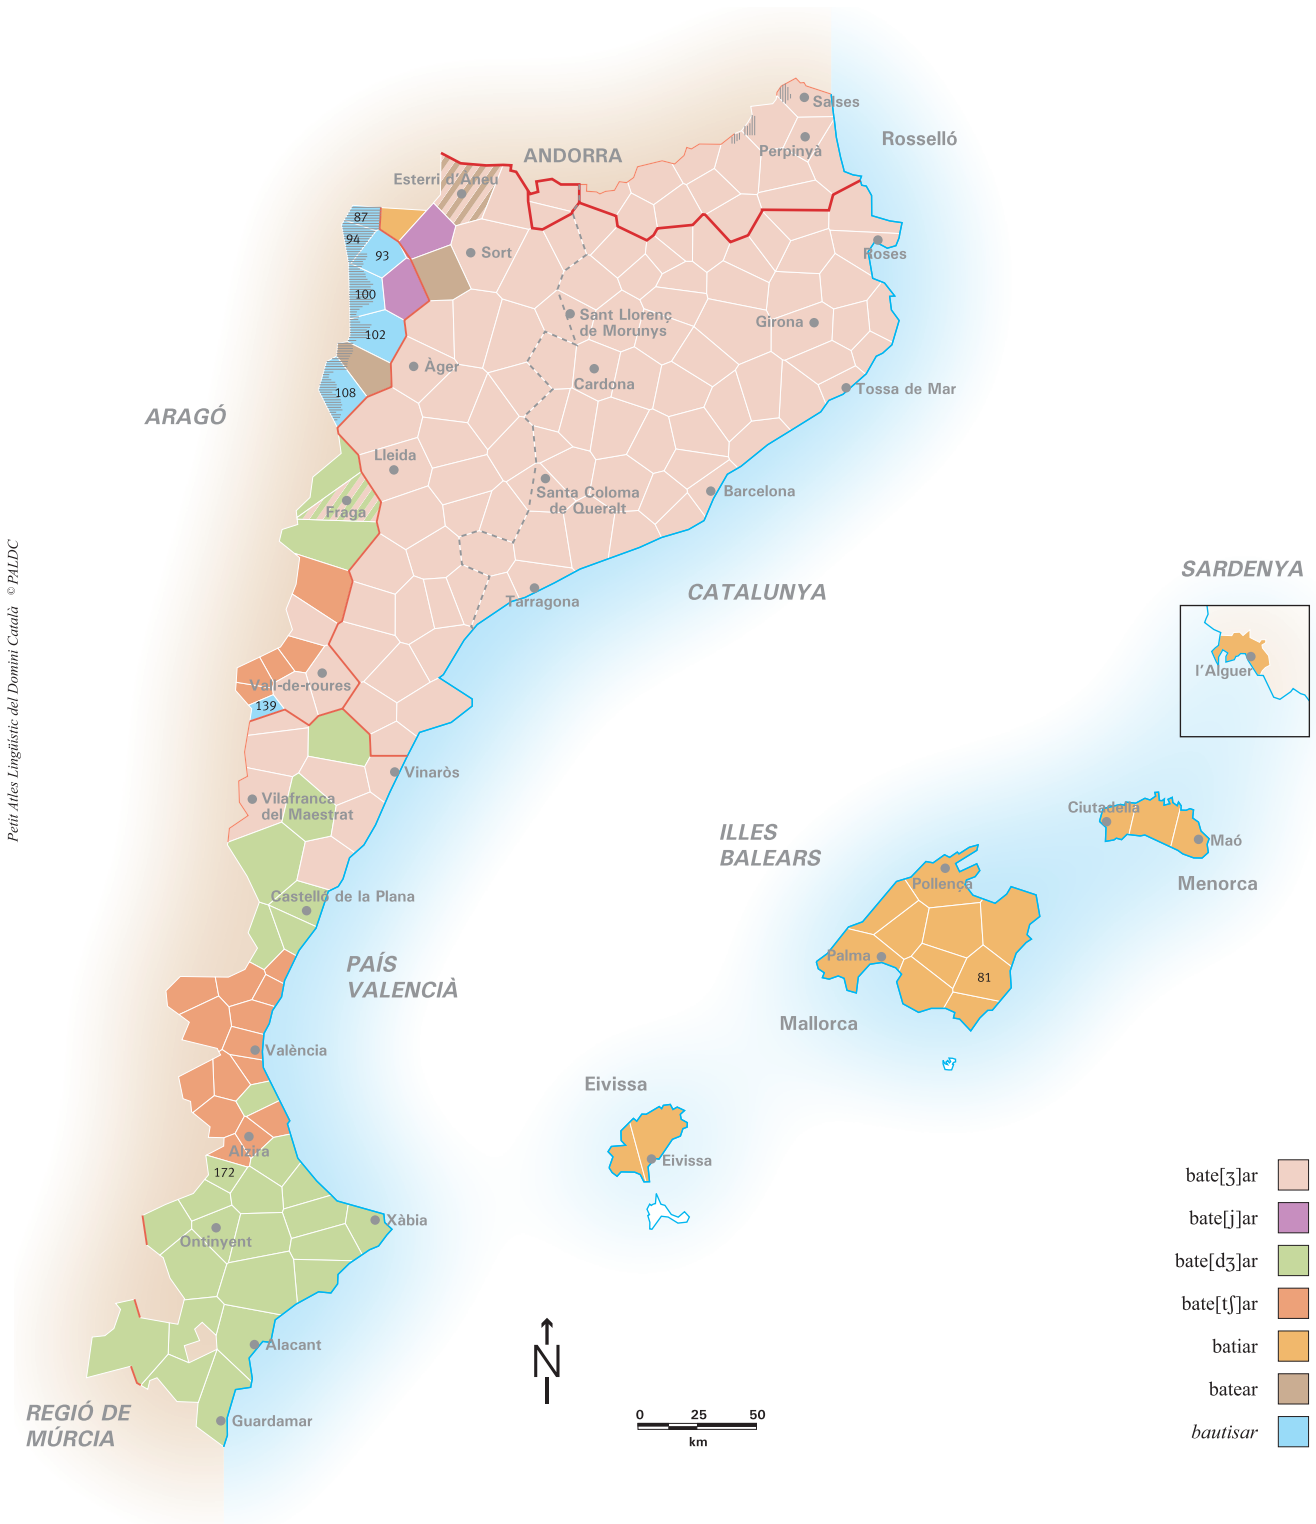 Salses
Rosselló
Perpinyà
ANDORRA
Esterri d'Àneu
87
94
93
Sort
Roses
100
102
Sant Llorenç
de Morunys
Girona
Àger
Cardona
Tossa de Mar
108
ARAGÓ
Lleida
Santa Coloma
de Queralt
Barcelona
Fraga
Tarragona
CATALUNYA
SARDENYA
l'Alguer
Vall-de-roures
139
Vinaròs
Vilafranca
del Maestrat
ILLES
BALEARS
Ciutadella
Maó
Menorca
Pollença
Castelló de la Plana
Palma
81
PAÍS
VALENCIÀ
Mallorca
València
Eivissa
Alzira
Eivissa
172
Xàbia
Ontinyent
Alacant
REGIÓ DE
MÚRCIA
Guardamar
N
0 25 50
km
bate[ʒ]ar
bate[j]ar
bate[dʒ]ar
bate[tʃ]ar
batiar
batear
bautisar
Petit Atles Lingüístic del Domini Català © PALDC